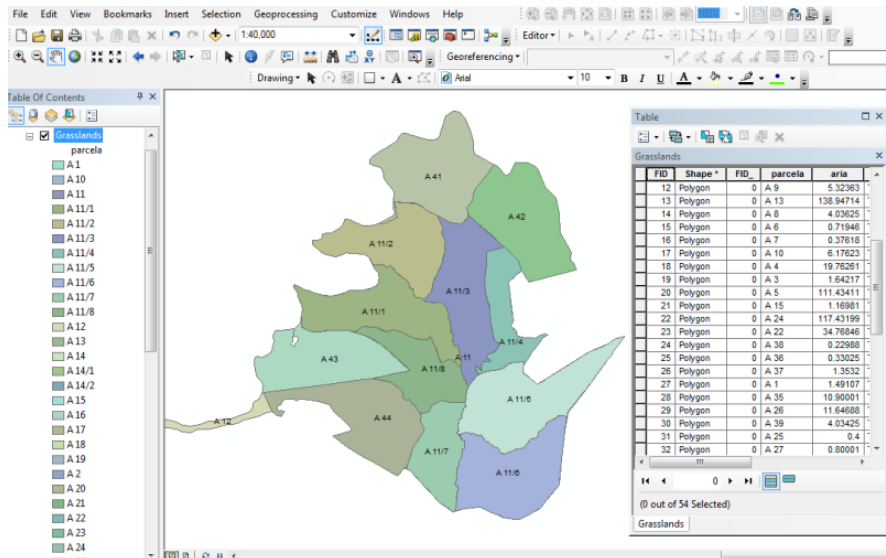 File Edit View Bookmarks Insert Selection Geoprocessing Customize Windows Help
100%
1:40,000
Editor
Georeferencing
Drawing A Arial 10 B I U A
Table Of Contents
Grasslands
parcela
A 1
A 10
A 11
A 11/1
A 11/2
A 11/3
A 11/4
A 11/5
A 11/6
A 11/7
A 11/8
A 12
A 13
A 14
A 14/1
A 14/2
A 15
A 16
A 17
A 18
A 19
A 2
A 20
A 21
A 22
A 23
A 24
A 41
A 42
A 11/2
A 11/3
A 11/1
A 11/4
A 43
A 11
A 11/8
A 11/5
A 44
A 12
A 11/7
A 11/6
Table
Grasslands
FID Shape * FID_ parcela aria
12 Polygon 0 A 9 5.32363
13 Polygon 0 A 13 138.94714
14 Polygon 0 A 8 4.03625
15 Polygon 0 A 6 0.71946
16 Polygon 0 A 7 0.37618
17 Polygon 0 A 10 6.17623
18 Polygon 0 A 4 19.76261
19 Polygon 0 A 3 1.64217
20 Polygon 0 A 5 111.43411
21 Polygon 0 A 15 1.16981
22 Polygon 0 A 24 117.43199
23 Polygon 0 A 22 34.76846
24 Polygon 0 A 38 0.22988
25 Polygon 0 A 36 0.33025
26 Polygon 0 A 37 1.3532
27 Polygon 0 A 1 1.49107
28 Polygon 0 A 35 10.90001
29 Polygon 0 A 26 11.64688
30 Polygon 0 A 39 4.03425
31 Polygon 0 A 25 0.4
32 Polygon 0 A 27 0.80001
0
(0 out of 54 Selected)
Grasslands